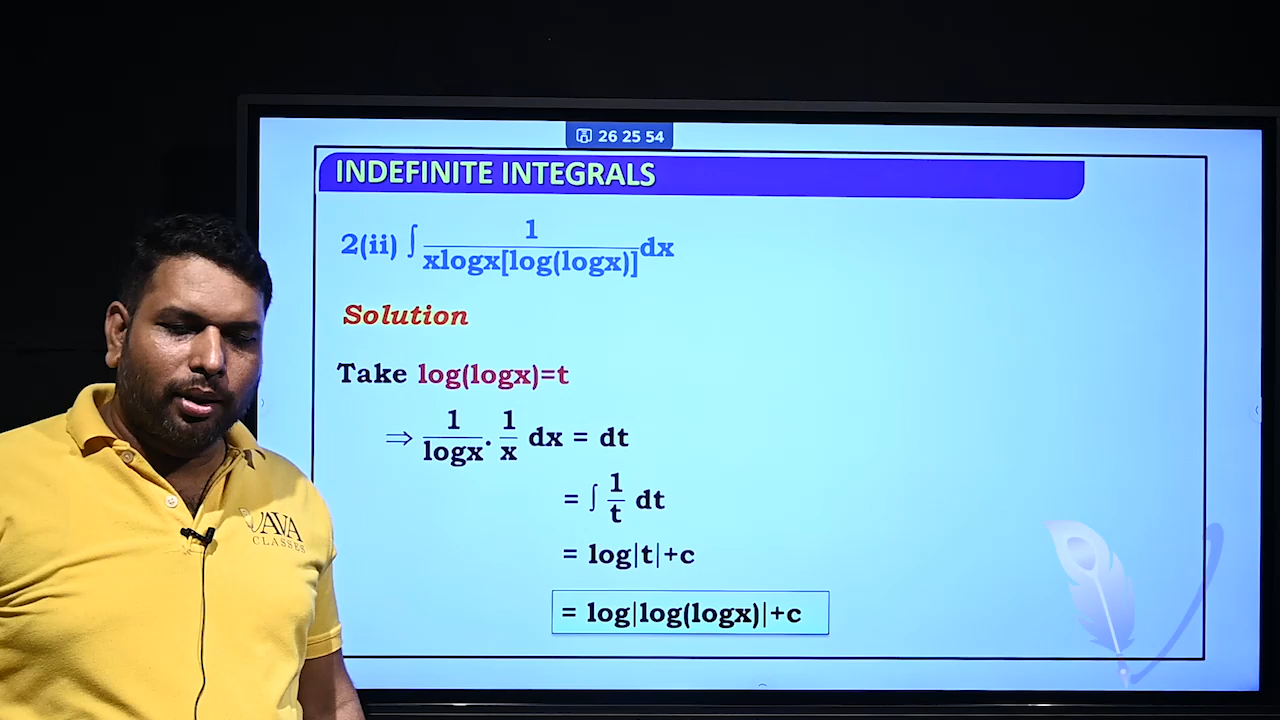 26 25 54
INDEFINITE INTEGRALS
2(ii) ∫ 1/xlogx[log(logx)] dx
Solution
Take log(logx)=t
⇒ 1/logx . 1/x dx = dt
= ∫ 1/t dt
= log|t|+c
= log|log(logx)|+c
CLASSES